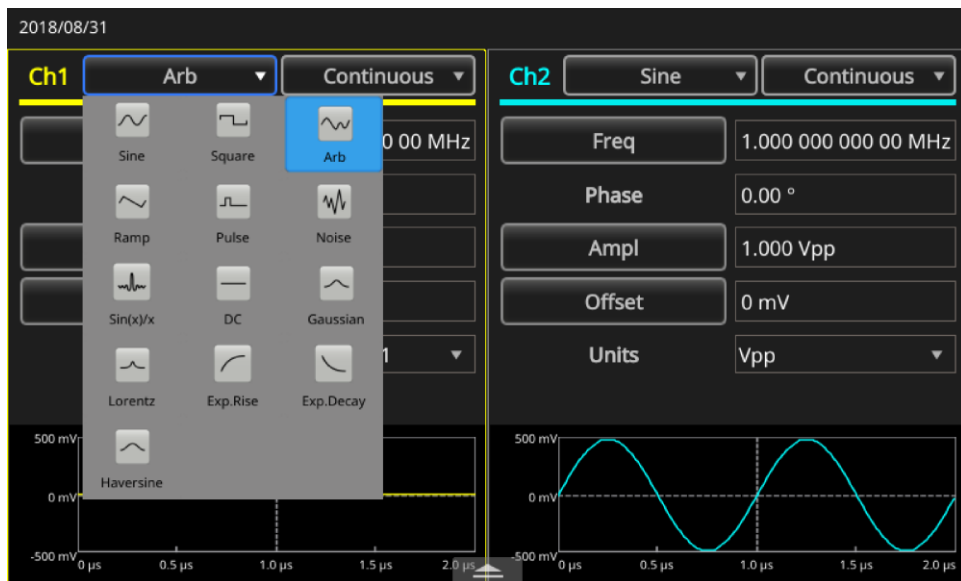 2018/08/31
Ch1 Arb Continuous Ch2 Sine Continuous
Sine Square Arb
0 00 MHz
Freq 1.000 000 000 00 MHz
Ramp Pulse Noise
Phase 0.00 °
Ampl 1.000 Vpp
Sin(x)/x DC Gaussian
Offset 0 mV
1
Units Vpp
Lorentz Exp.Rise Exp.Decay
Haversine
500 mV
0 mV
-500 mV
0 µs 0.5 µs 1.0 µs 1.5 µs 2.0 µs
500 mV
0 mV
-500 mV
0 µs 0.5 µs 1.0 µs 1.5 µs 2.0 µs